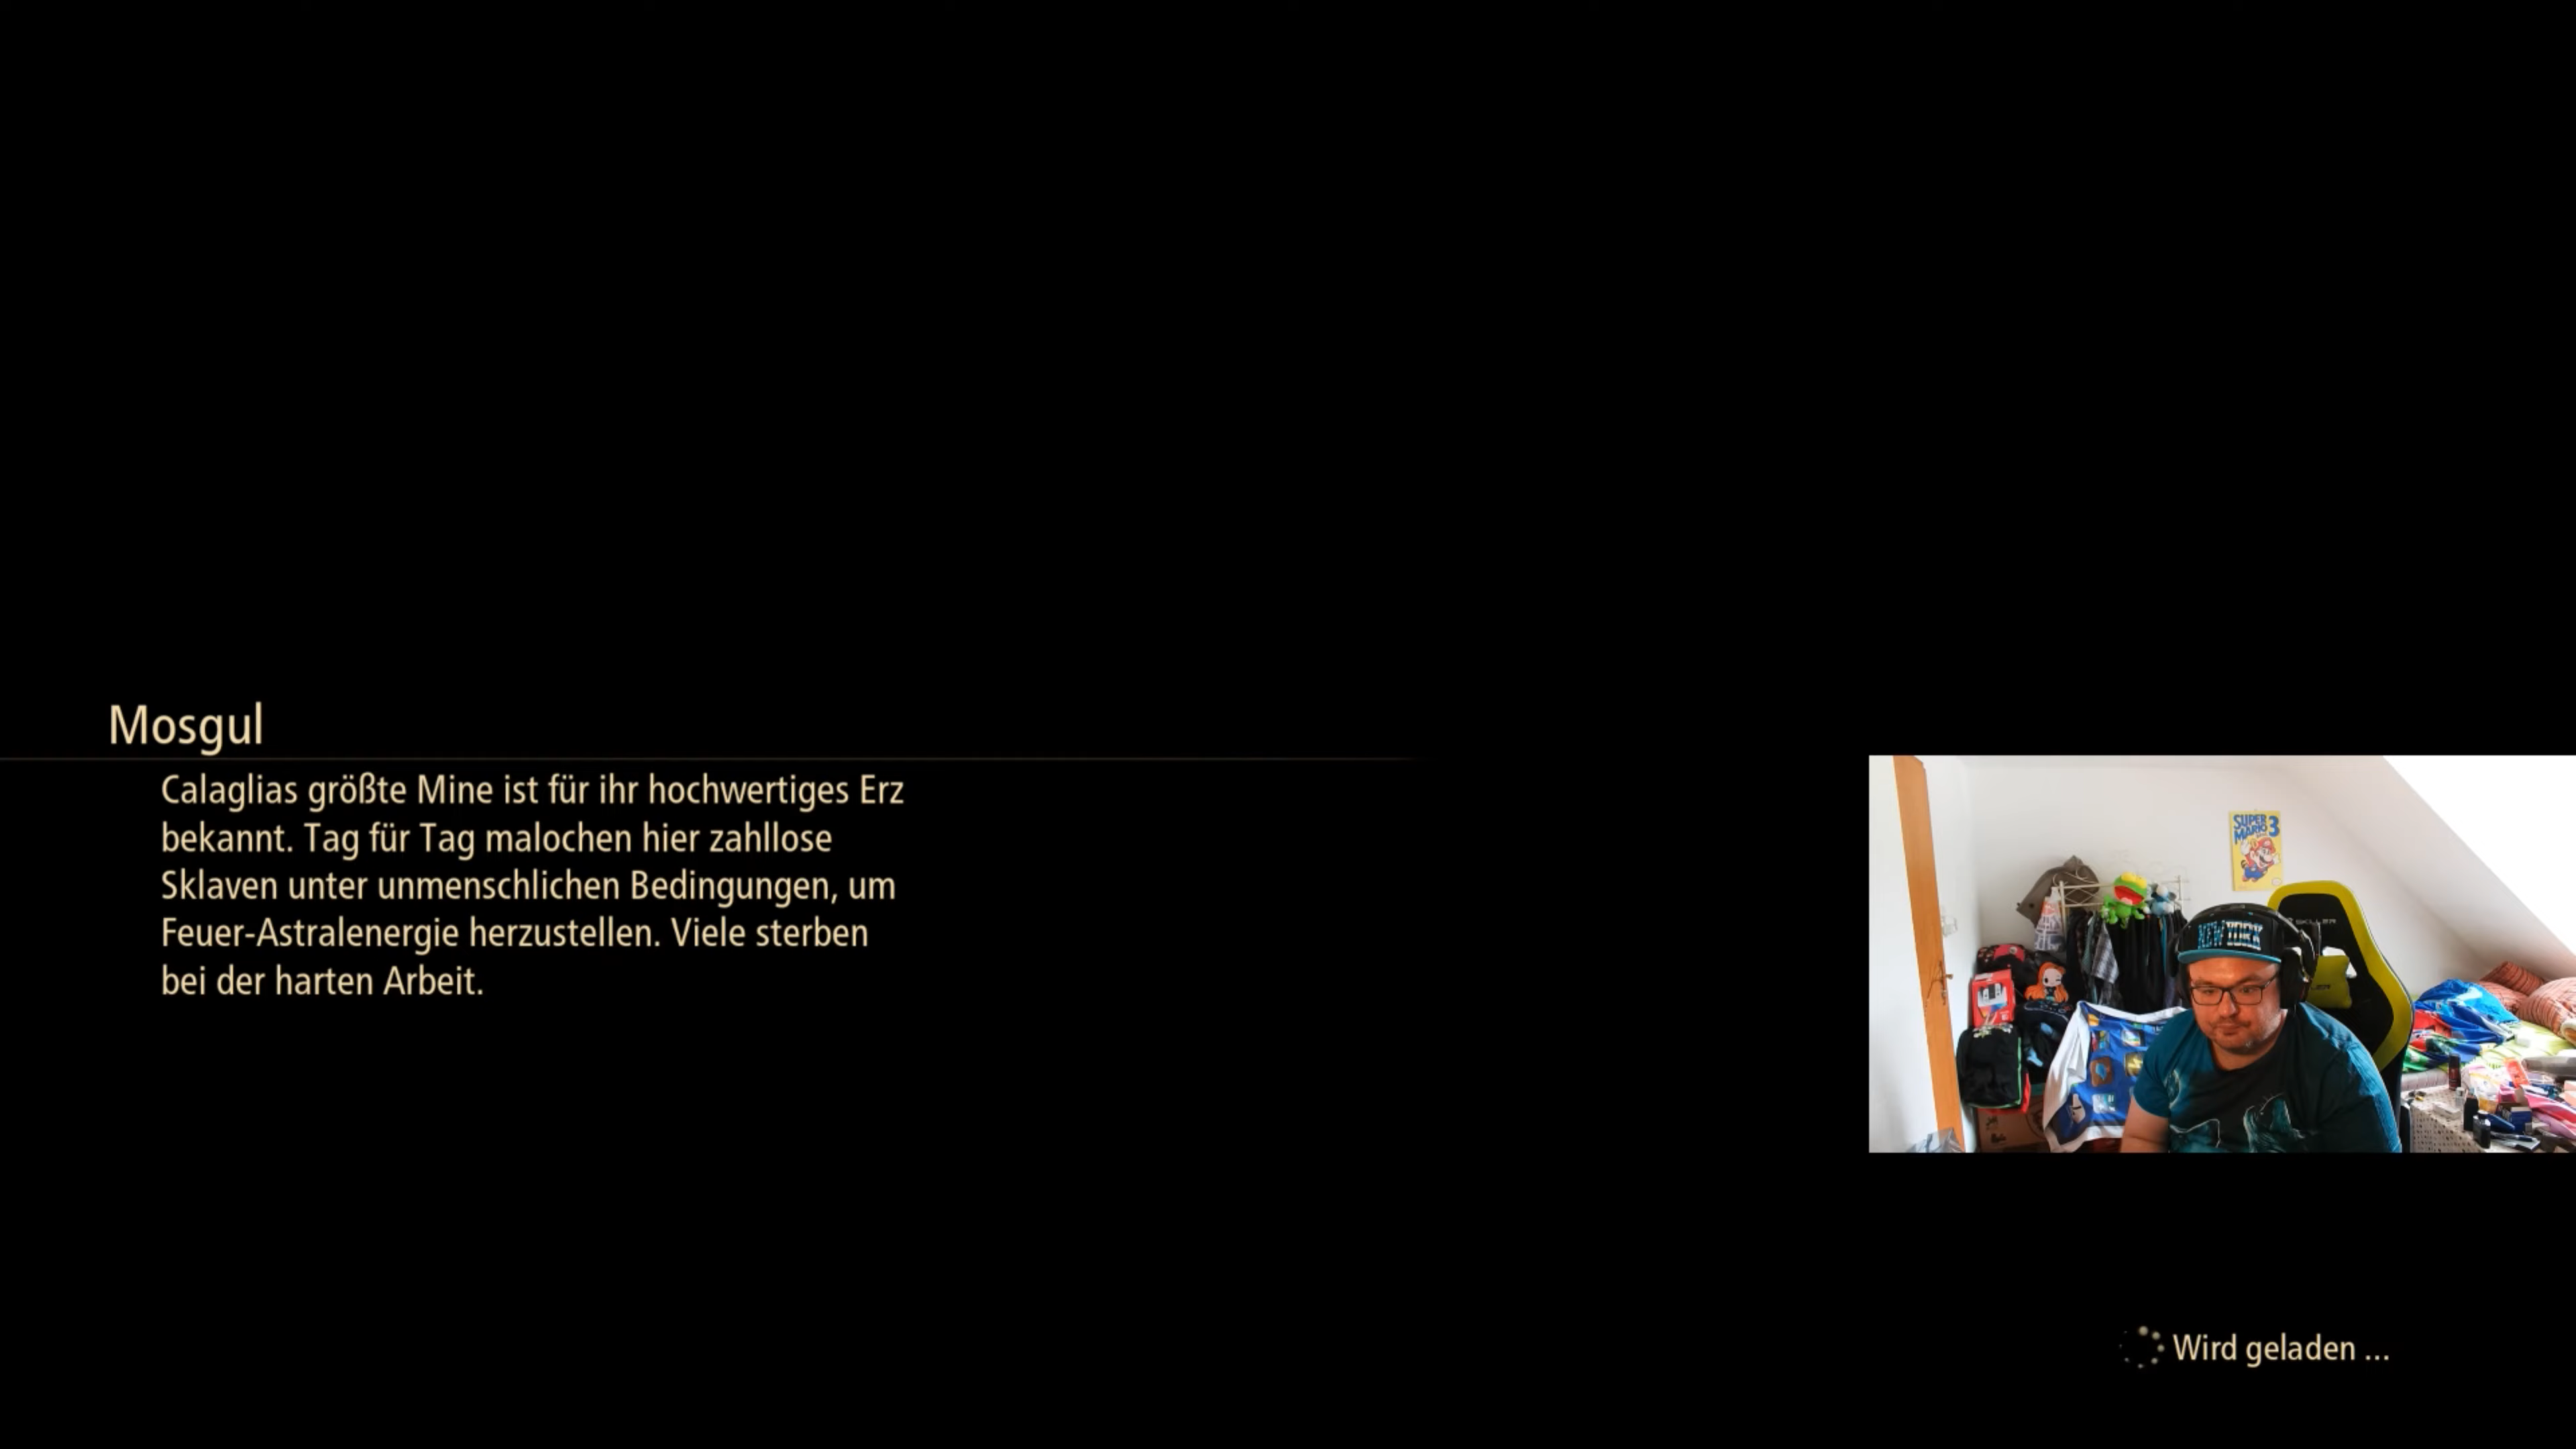 Mosgul
Calaglias größte Mine ist für ihr hochwertiges Erz
bekannt. Tag für Tag malochen hier zahllose
Sklaven unter unmenschlichen Bedingungen, um
Feuer-Astralenergie herzustellen. Viele sterben
bei der harten Arbeit.
SUPER
MARIO 3
SKILLER
NEW YORK
Wird geladen ...